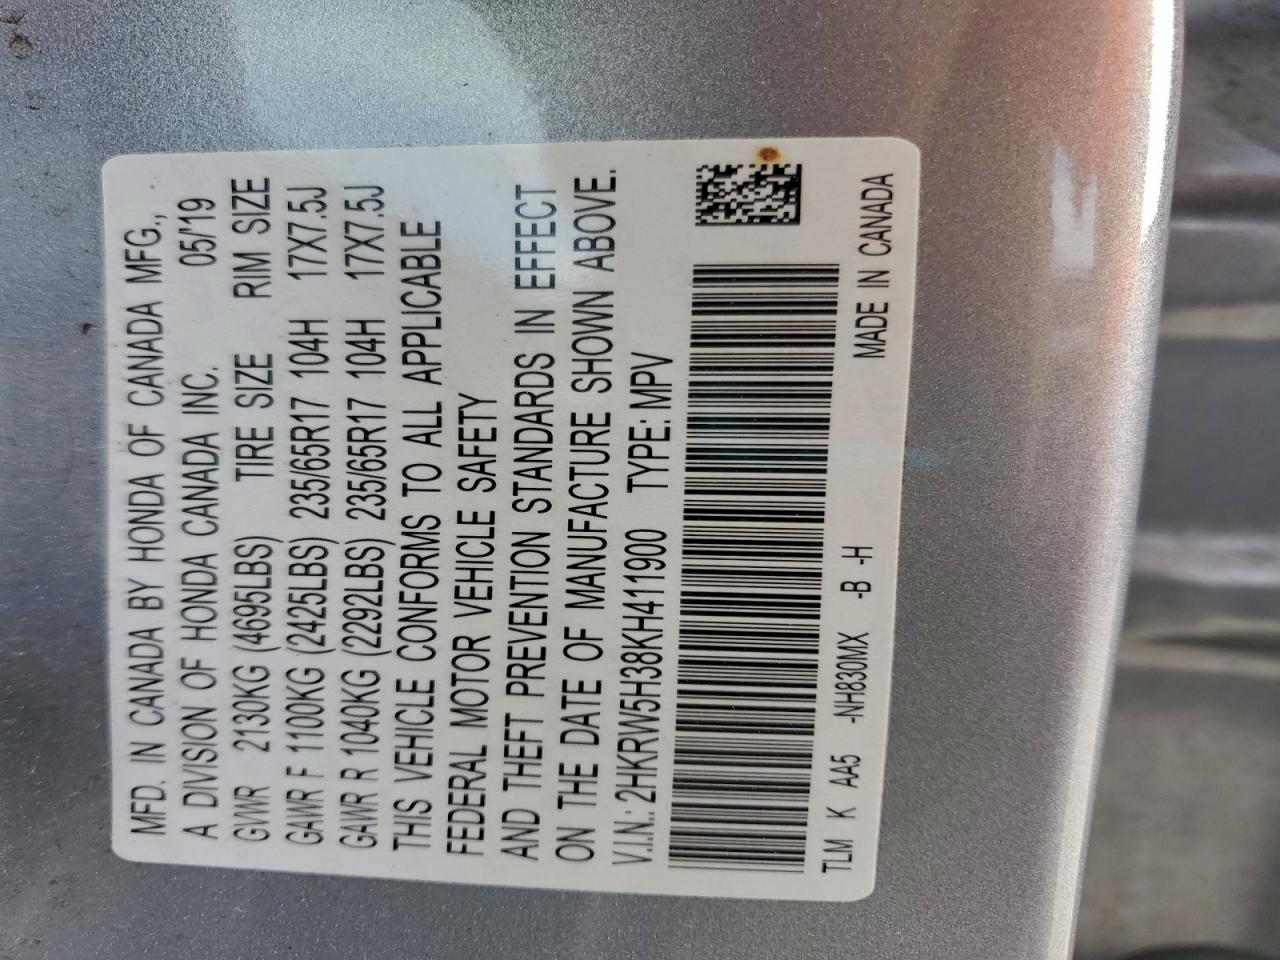 MFD. IN CANADA BY HONDA OF CANADA MFG.,
A DIVISION OF HONDA CANADA INC. 05/'19
GVWR 2130KG (4695LBS) TIRE SIZE RIM SIZE
GAWR F 1100KG (2425LBS) 235/65R17 104H 17X7.5J
GAWR R 1040KG (2292LBS) 235/65R17 104H 17X7.5J
THIS VEHICLE CONFORMS TO ALL APPLICABLE
FEDERAL MOTOR VEHICLE SAFETY
AND THEFT PREVENTION STANDARDS IN EFFECT
ON THE DATE OF MANUFACTURE SHOWN ABOVE.
V.I.N.: 2HKRW5H38KH411900 TYPE: MPV
TLM K AA5 -NH830MX -B -H MADE IN CANADA